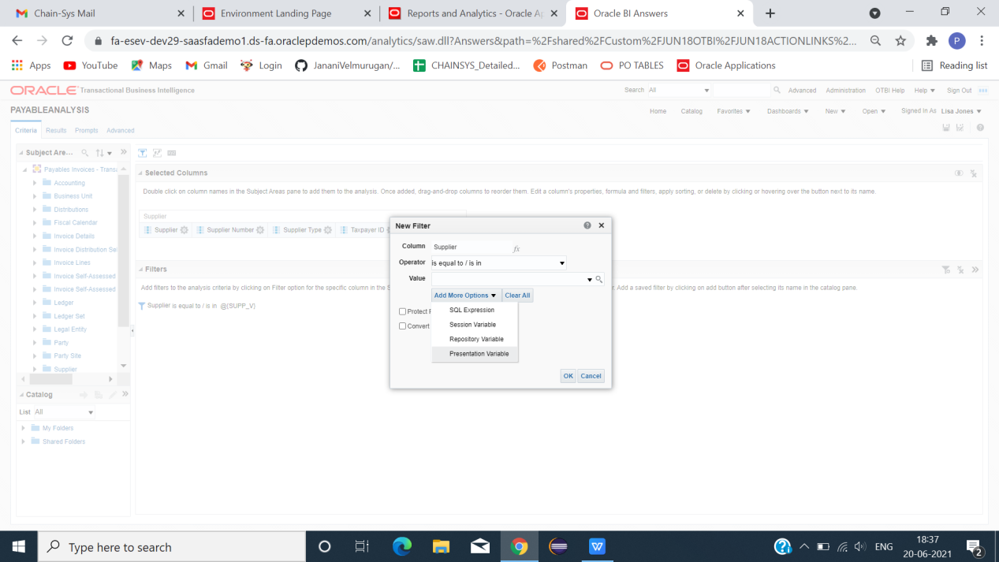 Chain-Sys Mail
Environment Landing Page
Reports and Analytics - Oracle Ap
Oracle BI Answers
fa-esev-dev29-saasfademo1.ds-fa.oraclepdemos.com/analytics/saw.dll?Answers&path=%2Fshared%2FCustom%2FJUN18OTBI%2FJUN18ACTIONLINKS%2...
P
Apps YouTube Maps Gmail Login JananiVelmurugan/... CHAINSYS_Detailed... Postman PO TABLES Oracle Applications Reading list
ORACLE Transactional Business Intelligence
Search All Advanced Administration OTBI Help Help Sign Out
PAYABLEANALYSIS
Home Catalog Favorites Dashboards New Open Signed In As Lisa Jones
Criteria Results Prompts Advanced
Subject Are...
Payables Invoices - Transa
Accounting
Business Unit
Distributions
Fiscal Calendar
Invoice Details
Invoice Distribution Set
Invoice Lines
Invoice Self-Assessed
Invoice Self-Assessed
Ledger
Ledger Set
Legal Entity
Party
Party Site
Supplier
Catalog
List All
My Folders
Shared Folders
Selected Columns
Double click on column names in the Subject Areas pane to add them to the analysis. Once added, drag-and-drop columns to reorder them. Edit a column's properties, formula and filters, apply sorting, or delete by clicking or hovering over the button next to its name.
Supplier
Supplier Supplier Number Supplier Type Taxpayer ID
Filters
Add filters to the analysis criteria by clicking on Filter option for the specific column in the S
r. Add a saved filter by clicking on add button after selecting its name in the catalog pane.
Supplier is equal to / is in @{SUPP_V}
New Filter
Column Supplier fx
Operator is equal to / is in
Value
Add More Options Clear All
Protect F
Convert
SQL Expression
Session Variable
Repository Variable
Presentation Variable
OK Cancel
Type here to search
W
ENG
18:37
20-06-2021
2